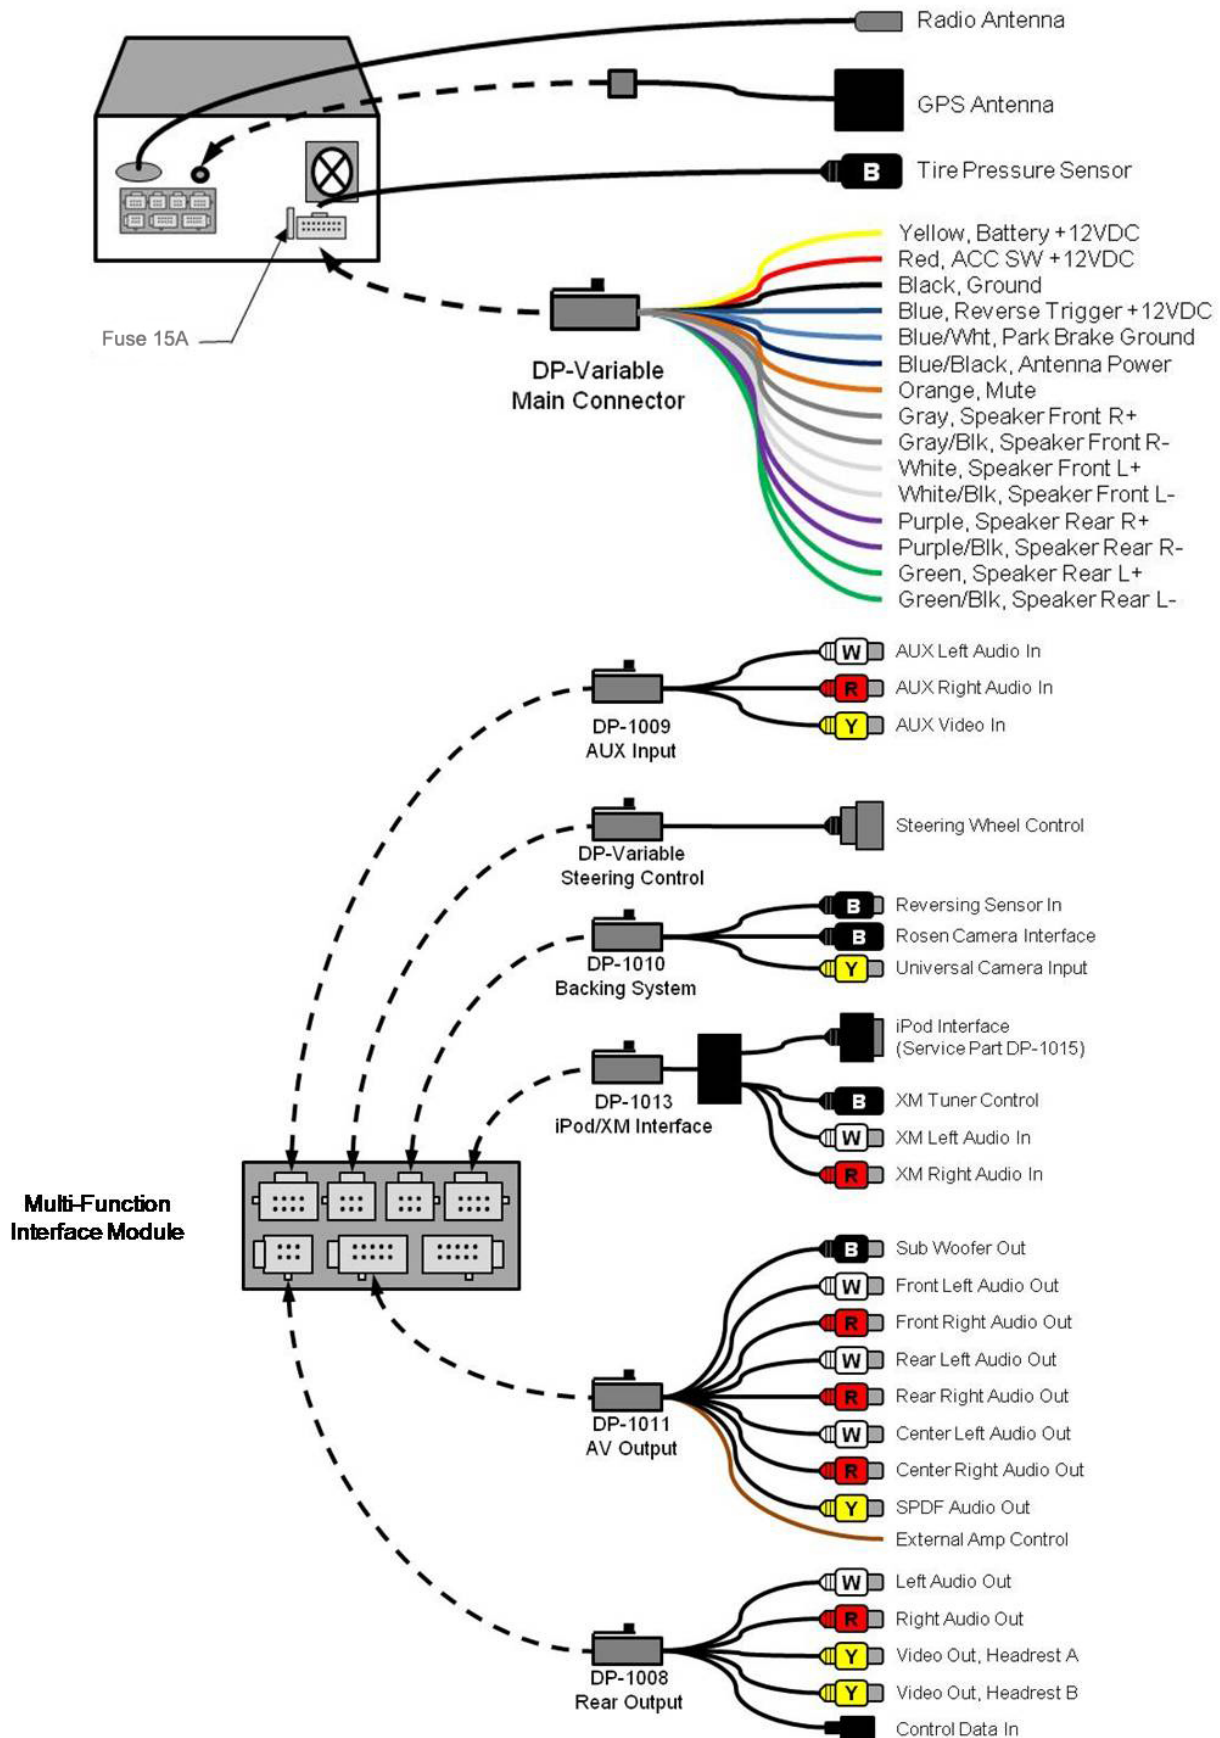 Radio Antenna
GPS Antenna
B
Tire Pressure Sensor
Yellow, Battery +12VDC
Red, ACC SW +12VDC
Black, Ground
Blue, Reverse Trigger +12VDC
Blue/Wht, Park Brake Ground
Blue/Black, Antenna Power
Orange, Mute
Gray, Speaker Front R+
Gray/Blk, Speaker Front R-
White, Speaker Front L+
White/Blk, Speaker Front L-
Purple, Speaker Rear R+
Purple/Blk, Speaker Rear R-
Green, Speaker Rear L+
Green/Blk, Speaker Rear L-
Fuse 15A
DP-Variable
Main Connector
W AUX Left Audio In
R AUX Right Audio In
Y AUX Video In
DP-1009
AUX Input
Steering Wheel Control
DP-Variable
Steering Control
B Reversing Sensor In
B Rosen Camera Interface
Y Universal Camera Input
DP-1010
Backing System
iPod Interface
(Service Part DP-1015)
B XM Tuner Control
W XM Left Audio In
R XM Right Audio In
DP-1013
iPod/XM Interface
Multi-Function
Interface Module
B Sub Woofer Out
W Front Left Audio Out
R Front Right Audio Out
W Rear Left Audio Out
R Rear Right Audio Out
W Center Left Audio Out
R Center Right Audio Out
Y SPDF Audio Out
External Amp Control
DP-1011
AV Output
W Left Audio Out
R Right Audio Out
Y Video Out, Headrest A
Y Video Out, Headrest B
Control Data In
DP-1008
Rear Output